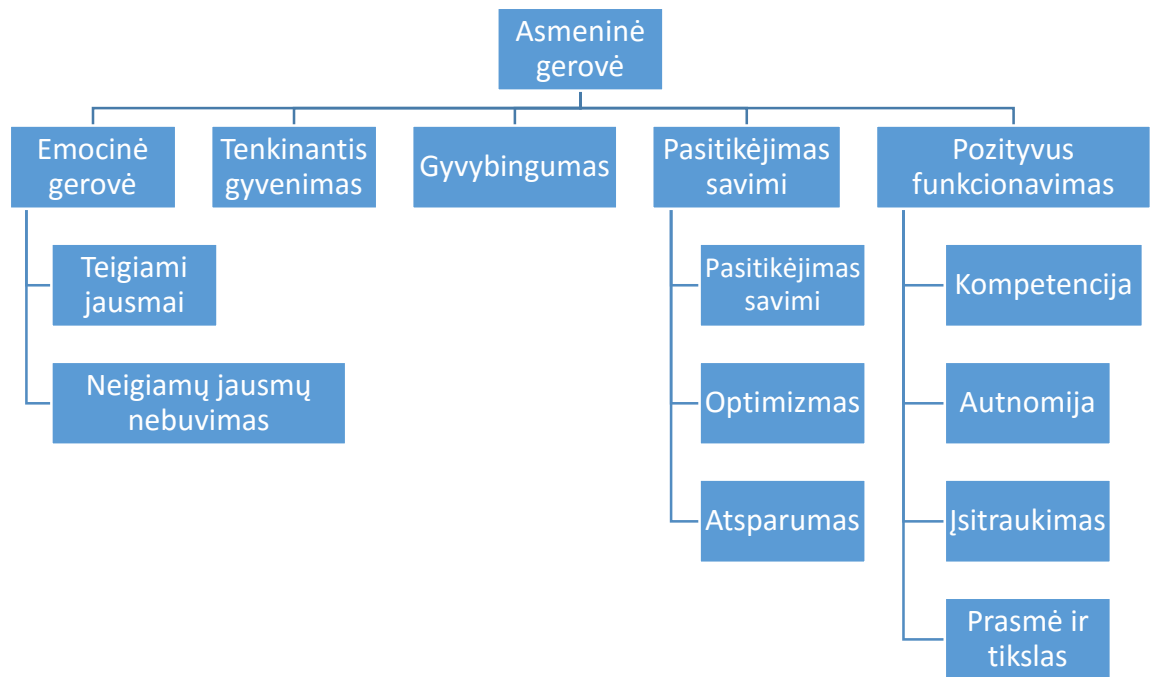 Asmeninė
gerovė
Emocinė
gerovė
Tenkinantis
gyvenimas
Gyvybingumas
Pasitikėjimas
savimi
Pozityvus
funkcionavimas
Teigiami
jausmai
Neigiamų jausmų
nebuvimas
Pasitikėjimas
savimi
Optimizmas
Atsparumas
Kompetencija
Autnomija
Įsitraukimas
Prasmė ir
tikslas